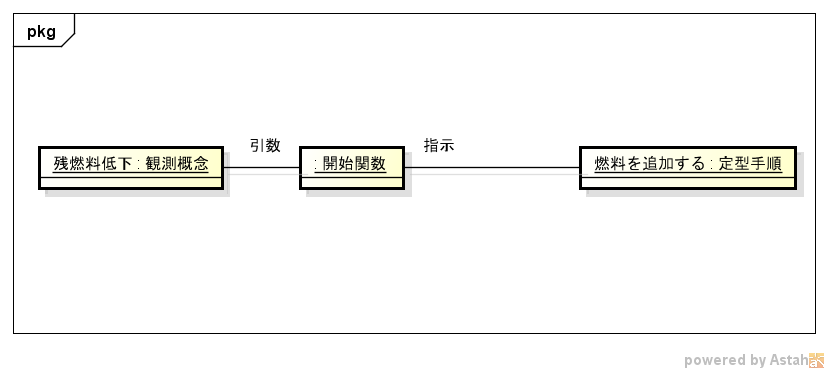 pkg
引数
指示
残燃料低下 : 観測概念
: 開始関数
燃料を追加する : 定型手順
powered by Astah